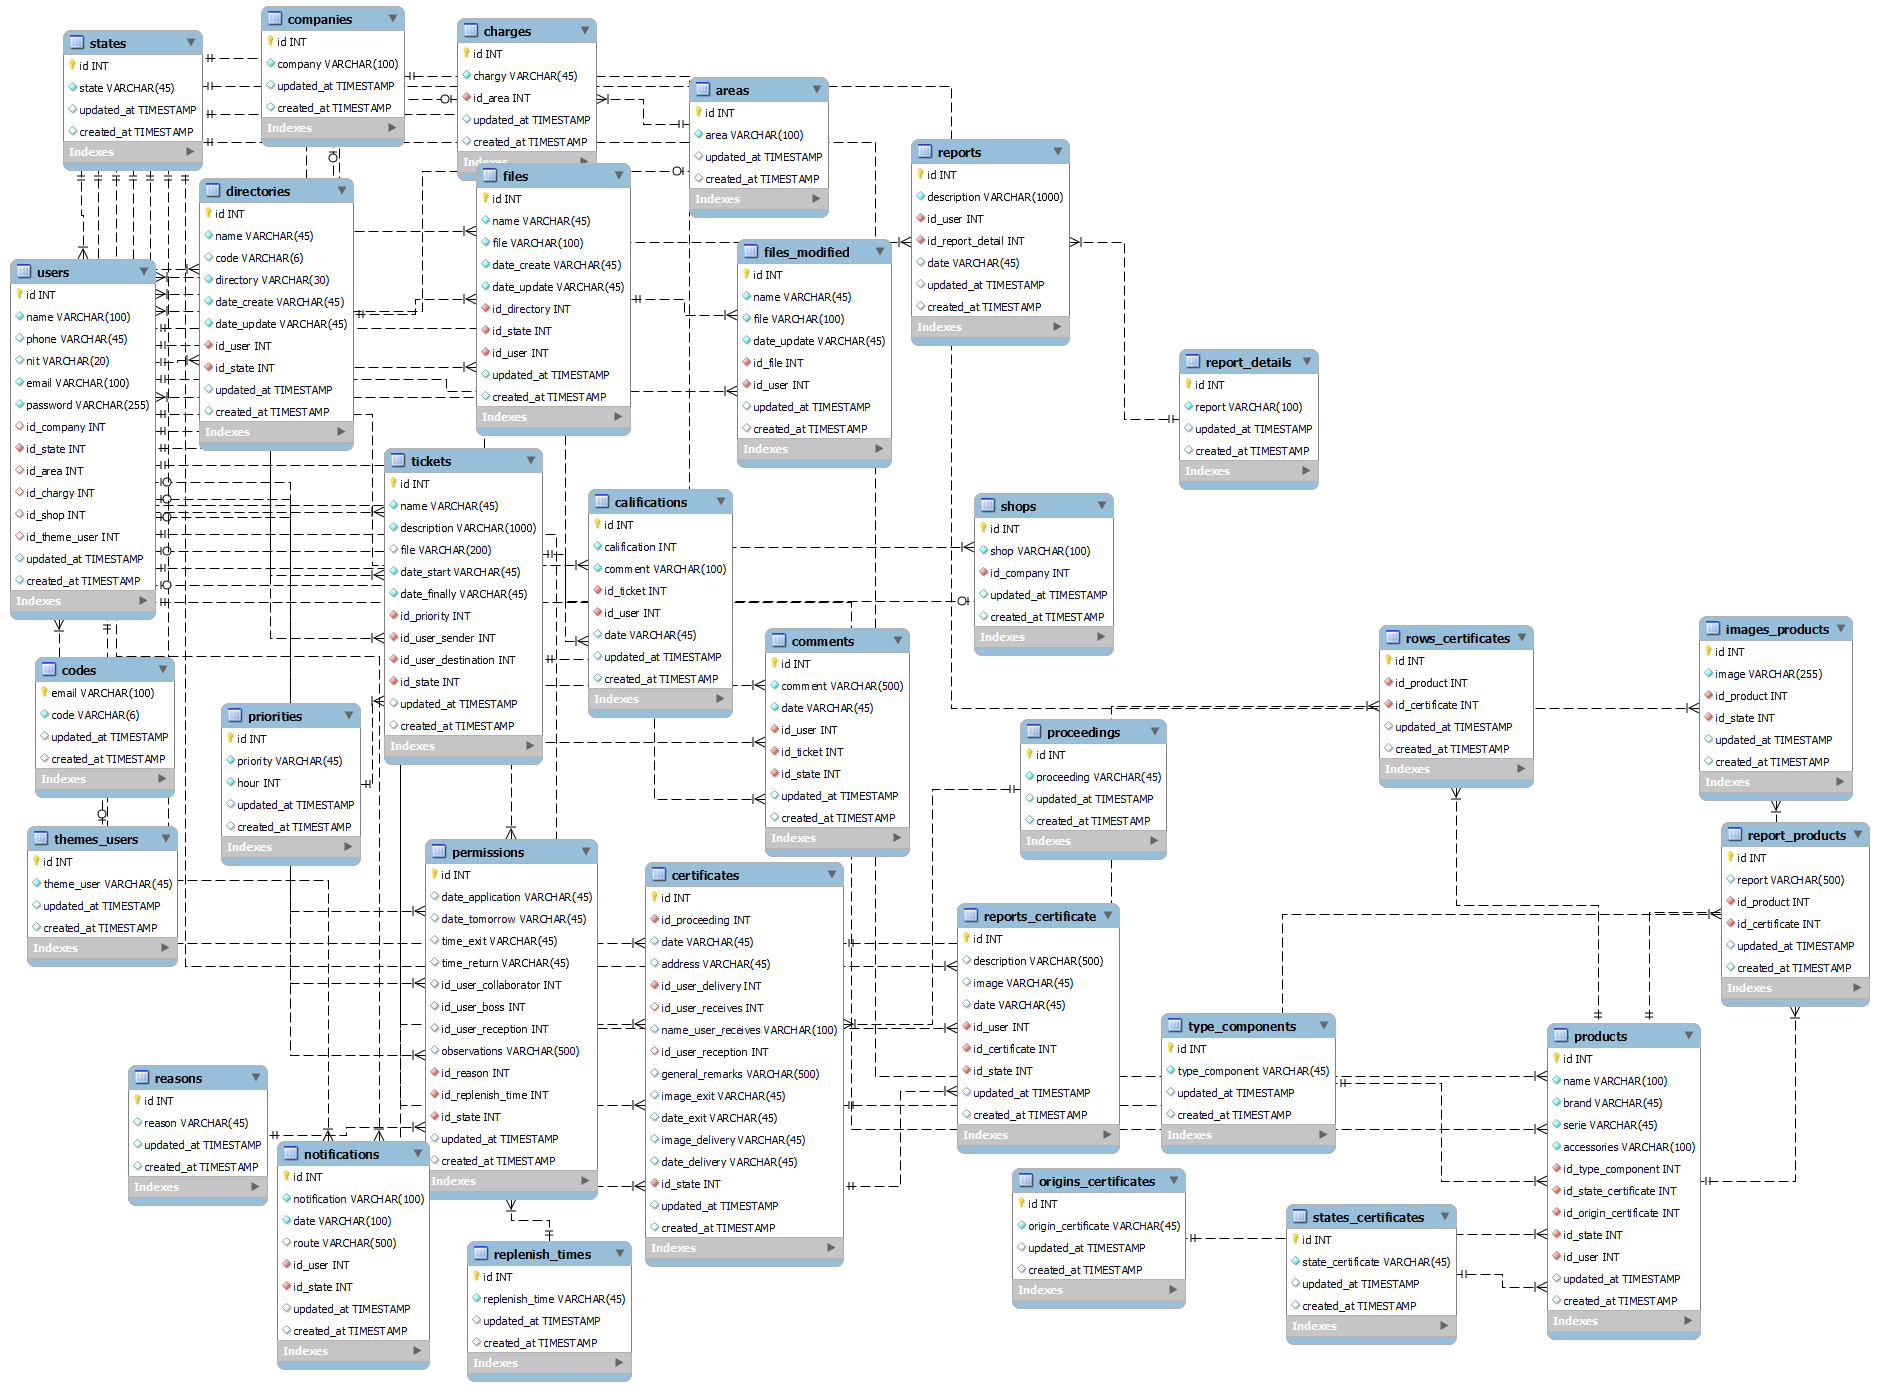 states
id INT
state VARCHAR(45)
updated_at TIMESTAMP
created_at TIMESTAMP
Indexes
companies
id INT
company VARCHAR(100)
updated_at TIMESTAMP
created_at TIMESTAMP
Indexes
charges
id INT
chargy VARCHAR(45)
id_area INT
updated_at TIMESTAMP
created_at TIMESTAMP
Indexes
areas
id INT
area VARCHAR(100)
updated_at TIMESTAMP
created_at TIMESTAMP
Indexes
reports
id INT
description VARCHAR(1000)
id_user INT
id_report_detail INT
date VARCHAR(45)
updated_at TIMESTAMP
created_at TIMESTAMP
Indexes
directories
id INT
name VARCHAR(45)
code VARCHAR(6)
directory VARCHAR(30)
date_create VARCHAR(45)
date_update VARCHAR(45)
id_user INT
id_state INT
updated_at TIMESTAMP
created_at TIMESTAMP
Indexes
files
id INT
name VARCHAR(45)
file VARCHAR(100)
date_create VARCHAR(45)
date_update VARCHAR(45)
id_directory INT
id_state INT
id_user INT
updated_at TIMESTAMP
created_at TIMESTAMP
Indexes
files_modified
id INT
name VARCHAR(45)
file VARCHAR(100)
date_update VARCHAR(45)
id_file INT
id_user INT
updated_at TIMESTAMP
created_at TIMESTAMP
Indexes
users
id INT
name VARCHAR(100)
phone VARCHAR(45)
nit VARCHAR(20)
email VARCHAR(100)
password VARCHAR(255)
id_company INT
id_state INT
id_area INT
id_chargy INT
id_shop INT
id_theme_user INT
updated_at TIMESTAMP
created_at TIMESTAMP
Indexes
report_details
id INT
report VARCHAR(100)
updated_at TIMESTAMP
created_at TIMESTAMP
Indexes
tickets
id INT
name VARCHAR(45)
description VARCHAR(1000)
file VARCHAR(200)
date_start VARCHAR(45)
date_finally VARCHAR(45)
id_priority INT
id_user_sender INT
id_user_destination INT
id_state INT
updated_at TIMESTAMP
created_at TIMESTAMP
Indexes
califications
id INT
calification INT
comment VARCHAR(100)
id_ticket INT
id_user INT
date VARCHAR(45)
updated_at TIMESTAMP
created_at TIMESTAMP
Indexes
shops
id INT
shop VARCHAR(100)
id_company INT
updated_at TIMESTAMP
created_at TIMESTAMP
Indexes
comments
id INT
comment VARCHAR(500)
date VARCHAR(45)
id_user INT
id_ticket INT
id_state INT
updated_at TIMESTAMP
created_at TIMESTAMP
Indexes
rows_certificates
id INT
id_product INT
id_certificate INT
updated_at TIMESTAMP
created_at TIMESTAMP
Indexes
images_products
id INT
image VARCHAR(255)
id_product INT
id_state INT
updated_at TIMESTAMP
created_at TIMESTAMP
Indexes
codes
email VARCHAR(100)
code VARCHAR(6)
updated_at TIMESTAMP
created_at TIMESTAMP
Indexes
priorities
id INT
priority VARCHAR(45)
hour INT
updated_at TIMESTAMP
created_at TIMESTAMP
Indexes
proceedings
id INT
proceeding VARCHAR(45)
updated_at TIMESTAMP
created_at TIMESTAMP
Indexes
themes_users
id INT
theme_user VARCHAR(45)
updated_at TIMESTAMP
created_at TIMESTAMP
Indexes
permissions
id INT
date_application VARCHAR(45)
date_tomorrow VARCHAR(45)
time_exit VARCHAR(45)
time_return VARCHAR(45)
id_user_collaborator INT
id_user_boss INT
id_user_reception INT
observations VARCHAR(500)
id_reason INT
id_replenish_time INT
id_state INT
updated_at TIMESTAMP
created_at TIMESTAMP
Indexes
certificates
id INT
id_proceeding INT
date VARCHAR(45)
address VARCHAR(45)
id_user_delivery INT
id_user_receives INT
name_user_receives VARCHAR(100)
id_user_reception INT
general_remarks VARCHAR(500)
image_exit VARCHAR(45)
date_exit VARCHAR(45)
image_delivery VARCHAR(45)
date_delivery VARCHAR(45)
id_state INT
updated_at TIMESTAMP
created_at TIMESTAMP
Indexes
report_products
id INT
report VARCHAR(500)
id_product INT
id_certificate INT
updated_at TIMESTAMP
created_at TIMESTAMP
Indexes
reports_certificate
id INT
description VARCHAR(500)
image VARCHAR(45)
date VARCHAR(45)
id_user INT
id_certificate INT
id_state INT
updated_at TIMESTAMP
created_at TIMESTAMP
Indexes
type_components
id INT
type_component VARCHAR(45)
updated_at TIMESTAMP
created_at TIMESTAMP
Indexes
products
id INT
name VARCHAR(100)
brand VARCHAR(45)
serie VARCHAR(45)
accessories VARCHAR(100)
id_type_component INT
id_state_certificate INT
id_origin_certificate INT
id_state INT
id_user INT
updated_at TIMESTAMP
created_at TIMESTAMP
Indexes
reasons
id INT
reason VARCHAR(45)
updated_at TIMESTAMP
created_at TIMESTAMP
Indexes
notifications
id INT
notification VARCHAR(100)
date VARCHAR(100)
route VARCHAR(500)
id_user INT
id_state INT
updated_at TIMESTAMP
created_at TIMESTAMP
Indexes
origins_certificates
id INT
origin_certificate VARCHAR(45)
updated_at TIMESTAMP
created_at TIMESTAMP
Indexes
states_certificates
id INT
state_certificate VARCHAR(45)
updated_at TIMESTAMP
created_at TIMESTAMP
Indexes
replenish_times
id INT
replenish_time VARCHAR(45)
updated_at TIMESTAMP
created_at TIMESTAMP
Indexes